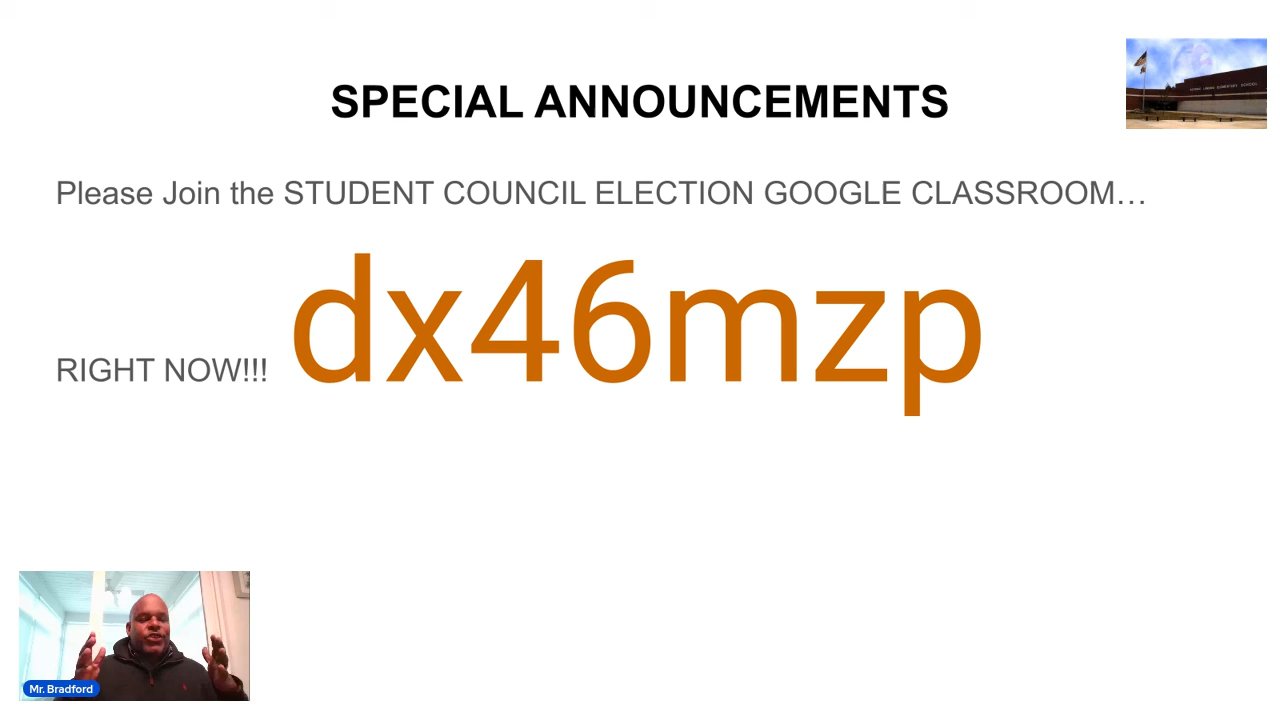 SPECIAL ANNOUNCEMENTS
Please Join the STUDENT COUNCIL ELECTION GOOGLE CLASSROOM…
RIGHT NOW!!! dx46mzp
Mr. Bradford